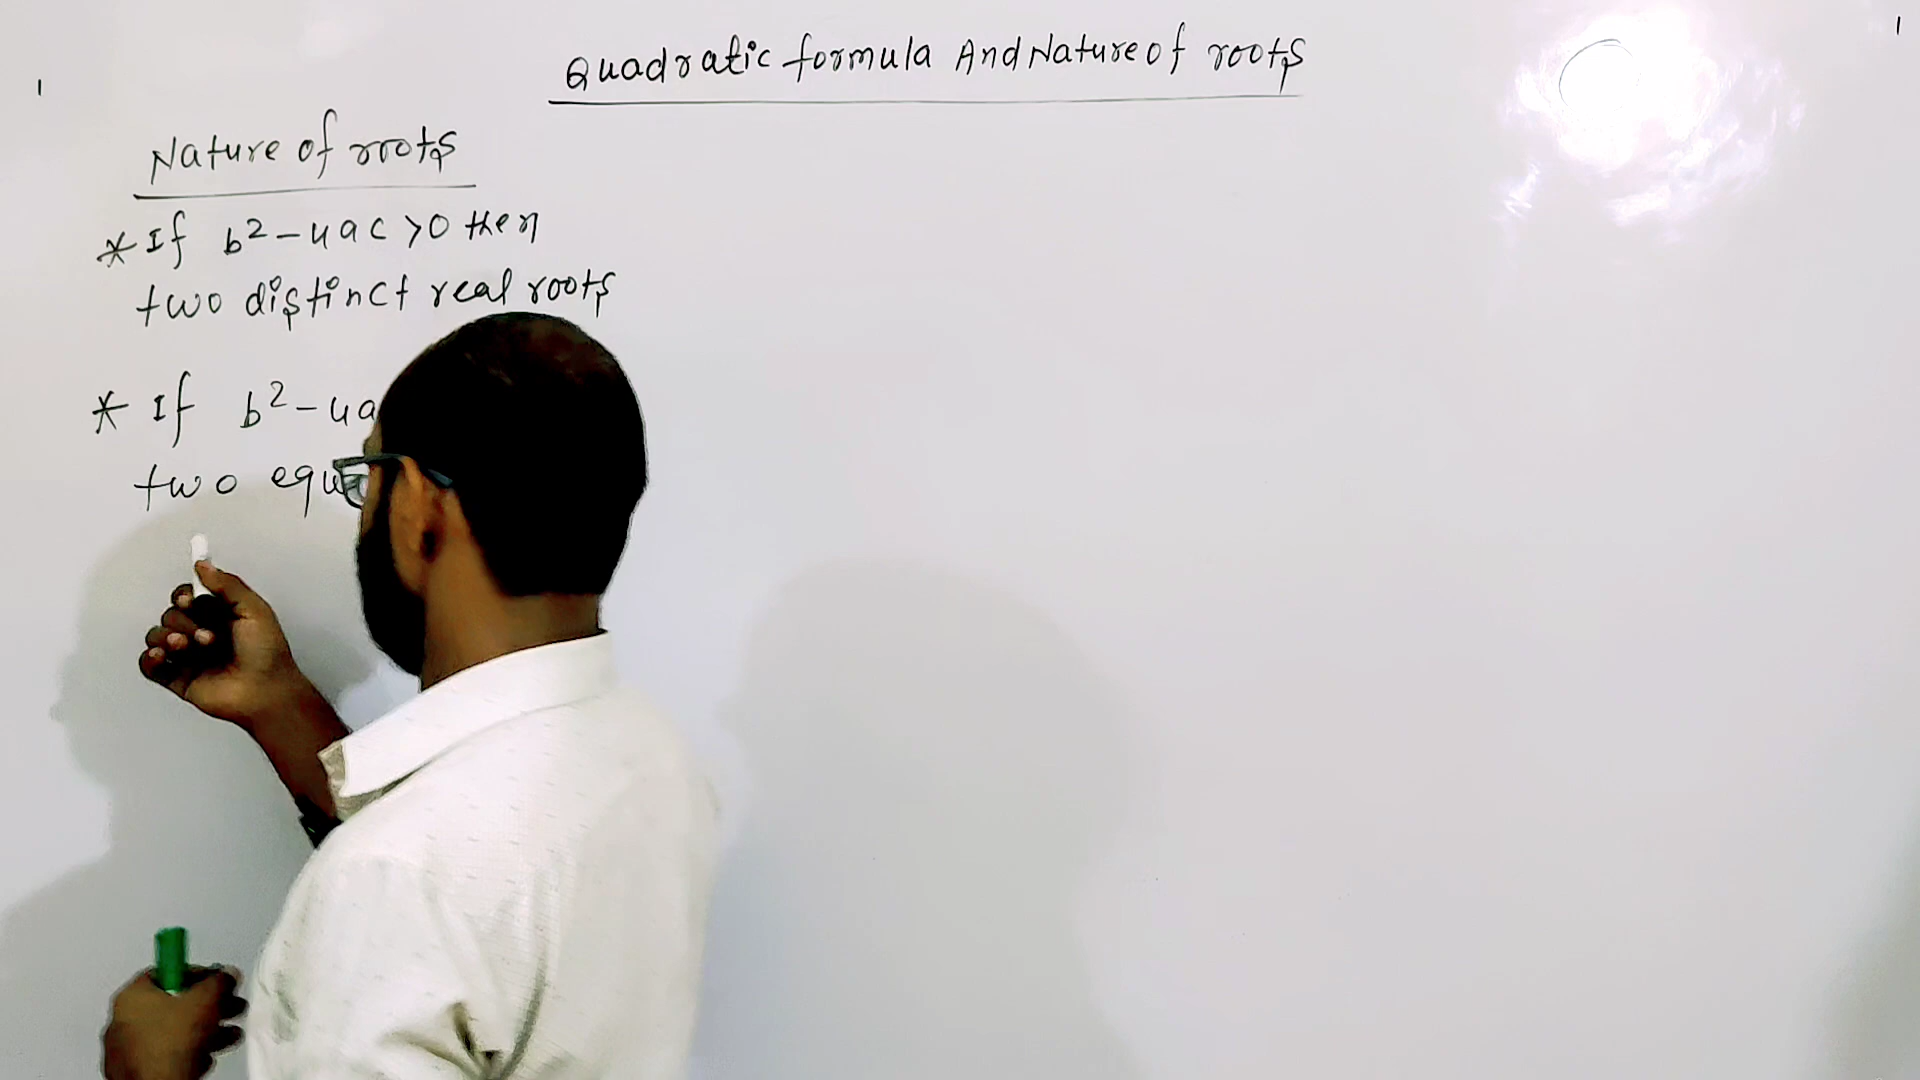 Quadratic formula And Nature of roots
Nature of roots
* If b²-4ac >0 then
two distinct real roots
* If b²-4a
two equa